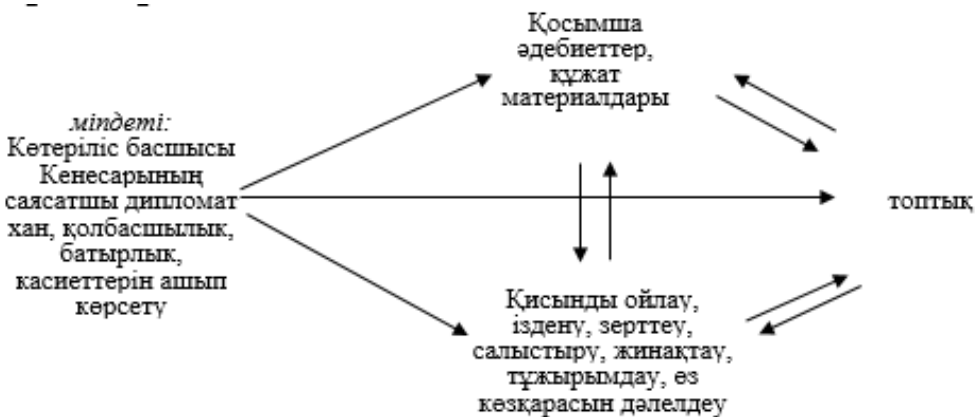 Қосымша
әдебиеттер,
құжат
материалдары
міндеті:
Көтеріліс басшысы
Кенесарының
саясатшы дипломат
хан, қолбасшылық,
батырлық,
касиеттерін ашып
көрсету
топтық
Қисынды ойлау,
іздену, зерттеу,
салыстыру, жинақтау,
тұжырымдау, өз
көзқарасын дәлелдеу